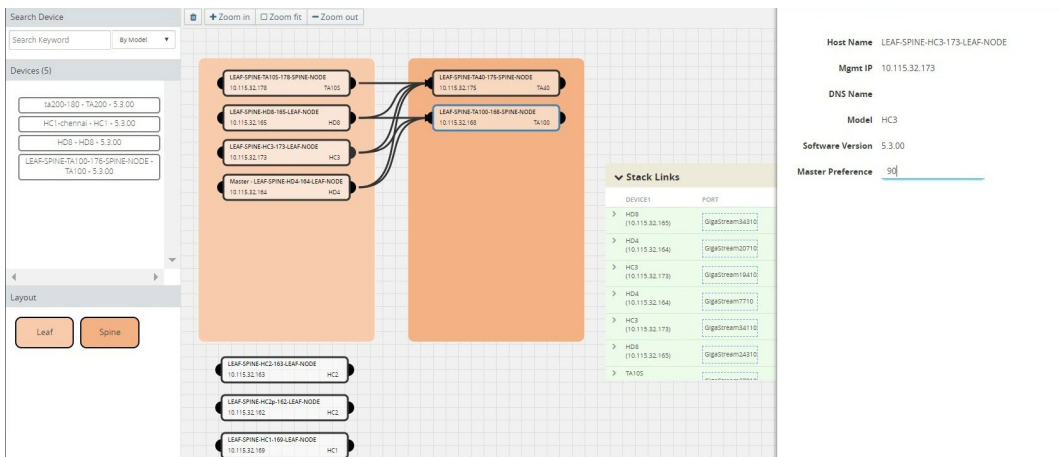 Search Device
Search Keyword
By Model
Devices (5)
ta200-180 - TA200 - 5.3.00
HC1-chennai - HC1 - 5.3.00
HD8 - HD8 - 5.3.00
LEAF-SPINE-TA100-176-SPINE-NODE -
TA100 - 5.3.00
Layout
Leaf
Spine
Zoom in
Zoom fit
Zoom out
LEAF-SPINE-TA10S-178-SPINE-NODE
10.115.32.178 TA10S
LEAF-SPINE-HD8-165-LEAF-NODE
10.115.32.165 HD8
LEAF-SPINE-HC3-173-LEAF-NODE
10.115.32.173 HC3
Master - LEAF-SPINE-HD4-164-LEAF-NODE
10.115.32.164 HD4
LEAF-SPINE-TA40-175-SPINE-NODE
10.115.32.175 TA40
LEAF-SPINE-TA100-168-SPINE-NODE
10.115.32.168 TA100
LEAF-SPINE-HC2-163-LEAF-NODE
10.115.32.163 HC2
LEAF-SPINE-HC2p-162-LEAF-NODE
10.115.32.162 HC2
LEAF-SPINE-HC1-169-LEAF-NODE
10.115.32.169 HC1
Stack Links
DEVICE1 PORT
HD8
(10.115.32.165) GigaStream34310
HD4
(10.115.32.164) GigaStream20710
HC3
(10.115.32.173) GigaStream19410
HD4
(10.115.32.164) GigaStream7710
HC3
(10.115.32.173) GigaStream34110
HD8
(10.115.32.165) GigaStream24310
TA10S
Host Name LEAF-SPINE-HC3-173-LEAF-NODE
Mgmt IP 10.115.32.173
DNS Name
Model HC3
Software Version 5.3.00
Master Preference 90